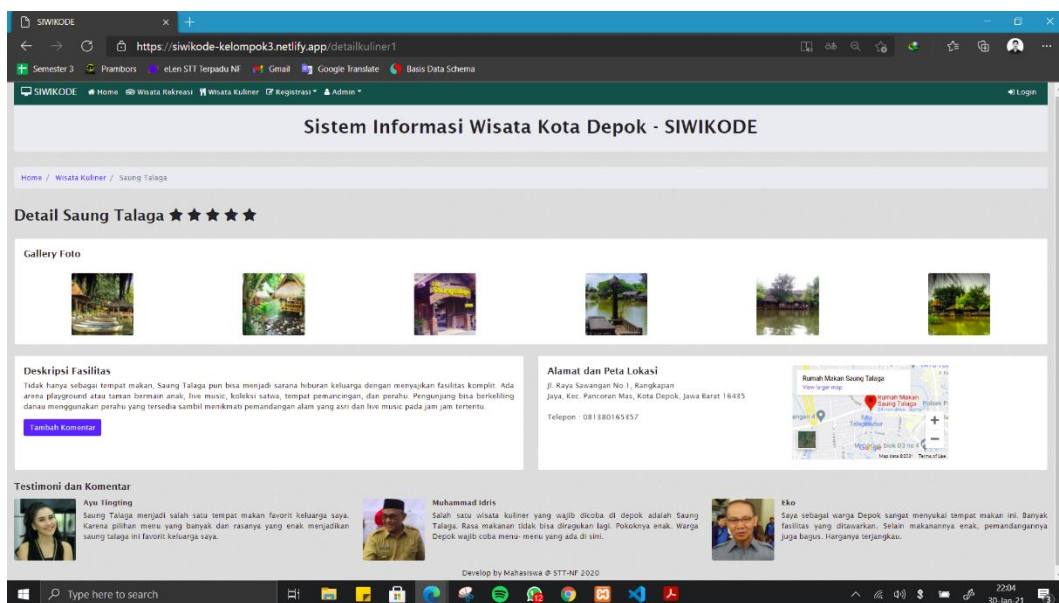 SIWIKODE
https://siwikode-kelompok3.netlify.app/detailkuliner1
Semester 3 Prambors eLen STT Terpadu NF Gmail Google Translate Basis Data Schema
SIWIKODE Home Wisata Rekreasi Wisata Kuliner Registrasi Admin Login
Sistem Informasi Wisata Kota Depok - SIWIKODE
Home / Wisata Kuliner / Saung Talaga
Detail Saung Talaga
Gallery Foto
Deskripsi Fasilitas
Tidak hanya sebagai tempat makan, Saung Talaga pun bisa menjadi sarana hiburan keluarga dengan menyajikan fasilitas komplit. Ada
arena playground atau taman bermain anak, live music, koleksi satwa, tempat pemancingan, dan perahu. Pengunjung bisa berkeliling
danau menggunakan perahu yang tersedia sambil menikmati pemandangan alam yang asri dan live music pada jam jam tertentu.
Tambah Komentar
Alamat dan Peta Lokasi
Jl. Raya Sawangan No.1, Rangkapan
Jaya, Kec. Pancoran Mas, Kota Depok, Jawa Barat 16435
Telepon : 081380165857
Rumah Makan Saung Talaga
View larger map
Rumah Makan
Saung Talaga
Map data ©2021 Terms of Use
Testimoni dan Komentar
Ayu Tingting
Saung Talaga menjadi salah satu tempat makan favorit keluarga saya.
Karena pilihan menu yang banyak dan rasanya yang enak menjadikan
saung talaga ini favorit keluarga saya.
Muhammad Idris
Salah satu wisata kuliner yang wajib dicoba di depok adalah Saung
Talaga. Rasa makanan tidak bisa diragukan lagi. Pokoknya enak. Warga
Depok wajib coba menu- menu yang ada di sini.
Eko
Saya sebagai warga Depok sangat menyukai tempat makan ini. Banyak
fasilitas yang ditawarkan. Selain makanannya enak, pemandangannya
juga bagus. Harganya terjangkau.
Develop by Mahasiswa @ STT-NF 2020
Type here to search
22:04
30-Jan-21